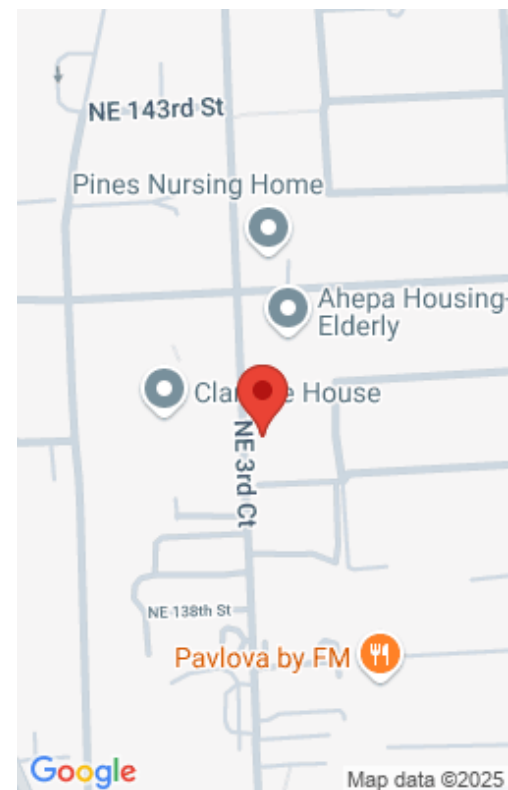 NE 143rd St
Pines Nursing Home
Ahepa Housing-
Elderly
House
NE 3rd Ct
NE 138th St
Pavlova by FM
Google
Map data ©2025